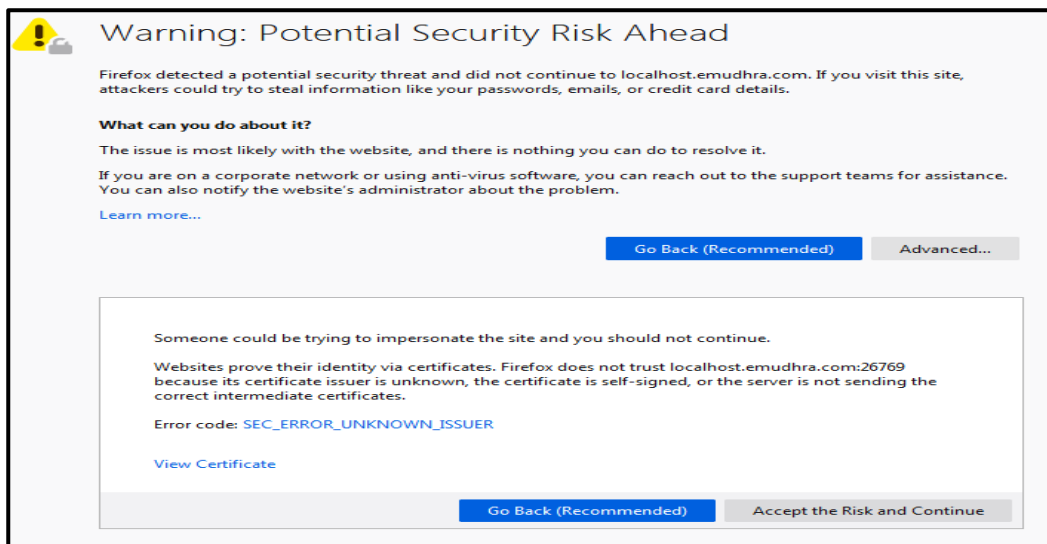 Warning: Potential Security Risk Ahead
Firefox detected a potential security threat and did not continue to localhost.emudhra.com. If you visit this site,
attackers could try to steal information like your passwords, emails, or credit card details.
What can you do about it?
The issue is most likely with the website, and there is nothing you can do to resolve it.
If you are on a corporate network or using anti-virus software, you can reach out to the support teams for assistance.
You can also notify the website's administrator about the problem.
Learn more...
Go Back (Recommended) Advanced...
Someone could be trying to impersonate the site and you should not continue.
Websites prove their identity via certificates. Firefox does not trust localhost.emudhra.com:26769
because its certificate issuer is unknown, the certificate is self-signed, or the server is not sending the
correct intermediate certificates.
Error code: SEC_ERROR_UNKNOWN_ISSUER
View Certificate
Go Back (Recommended) Accept the Risk and Continue